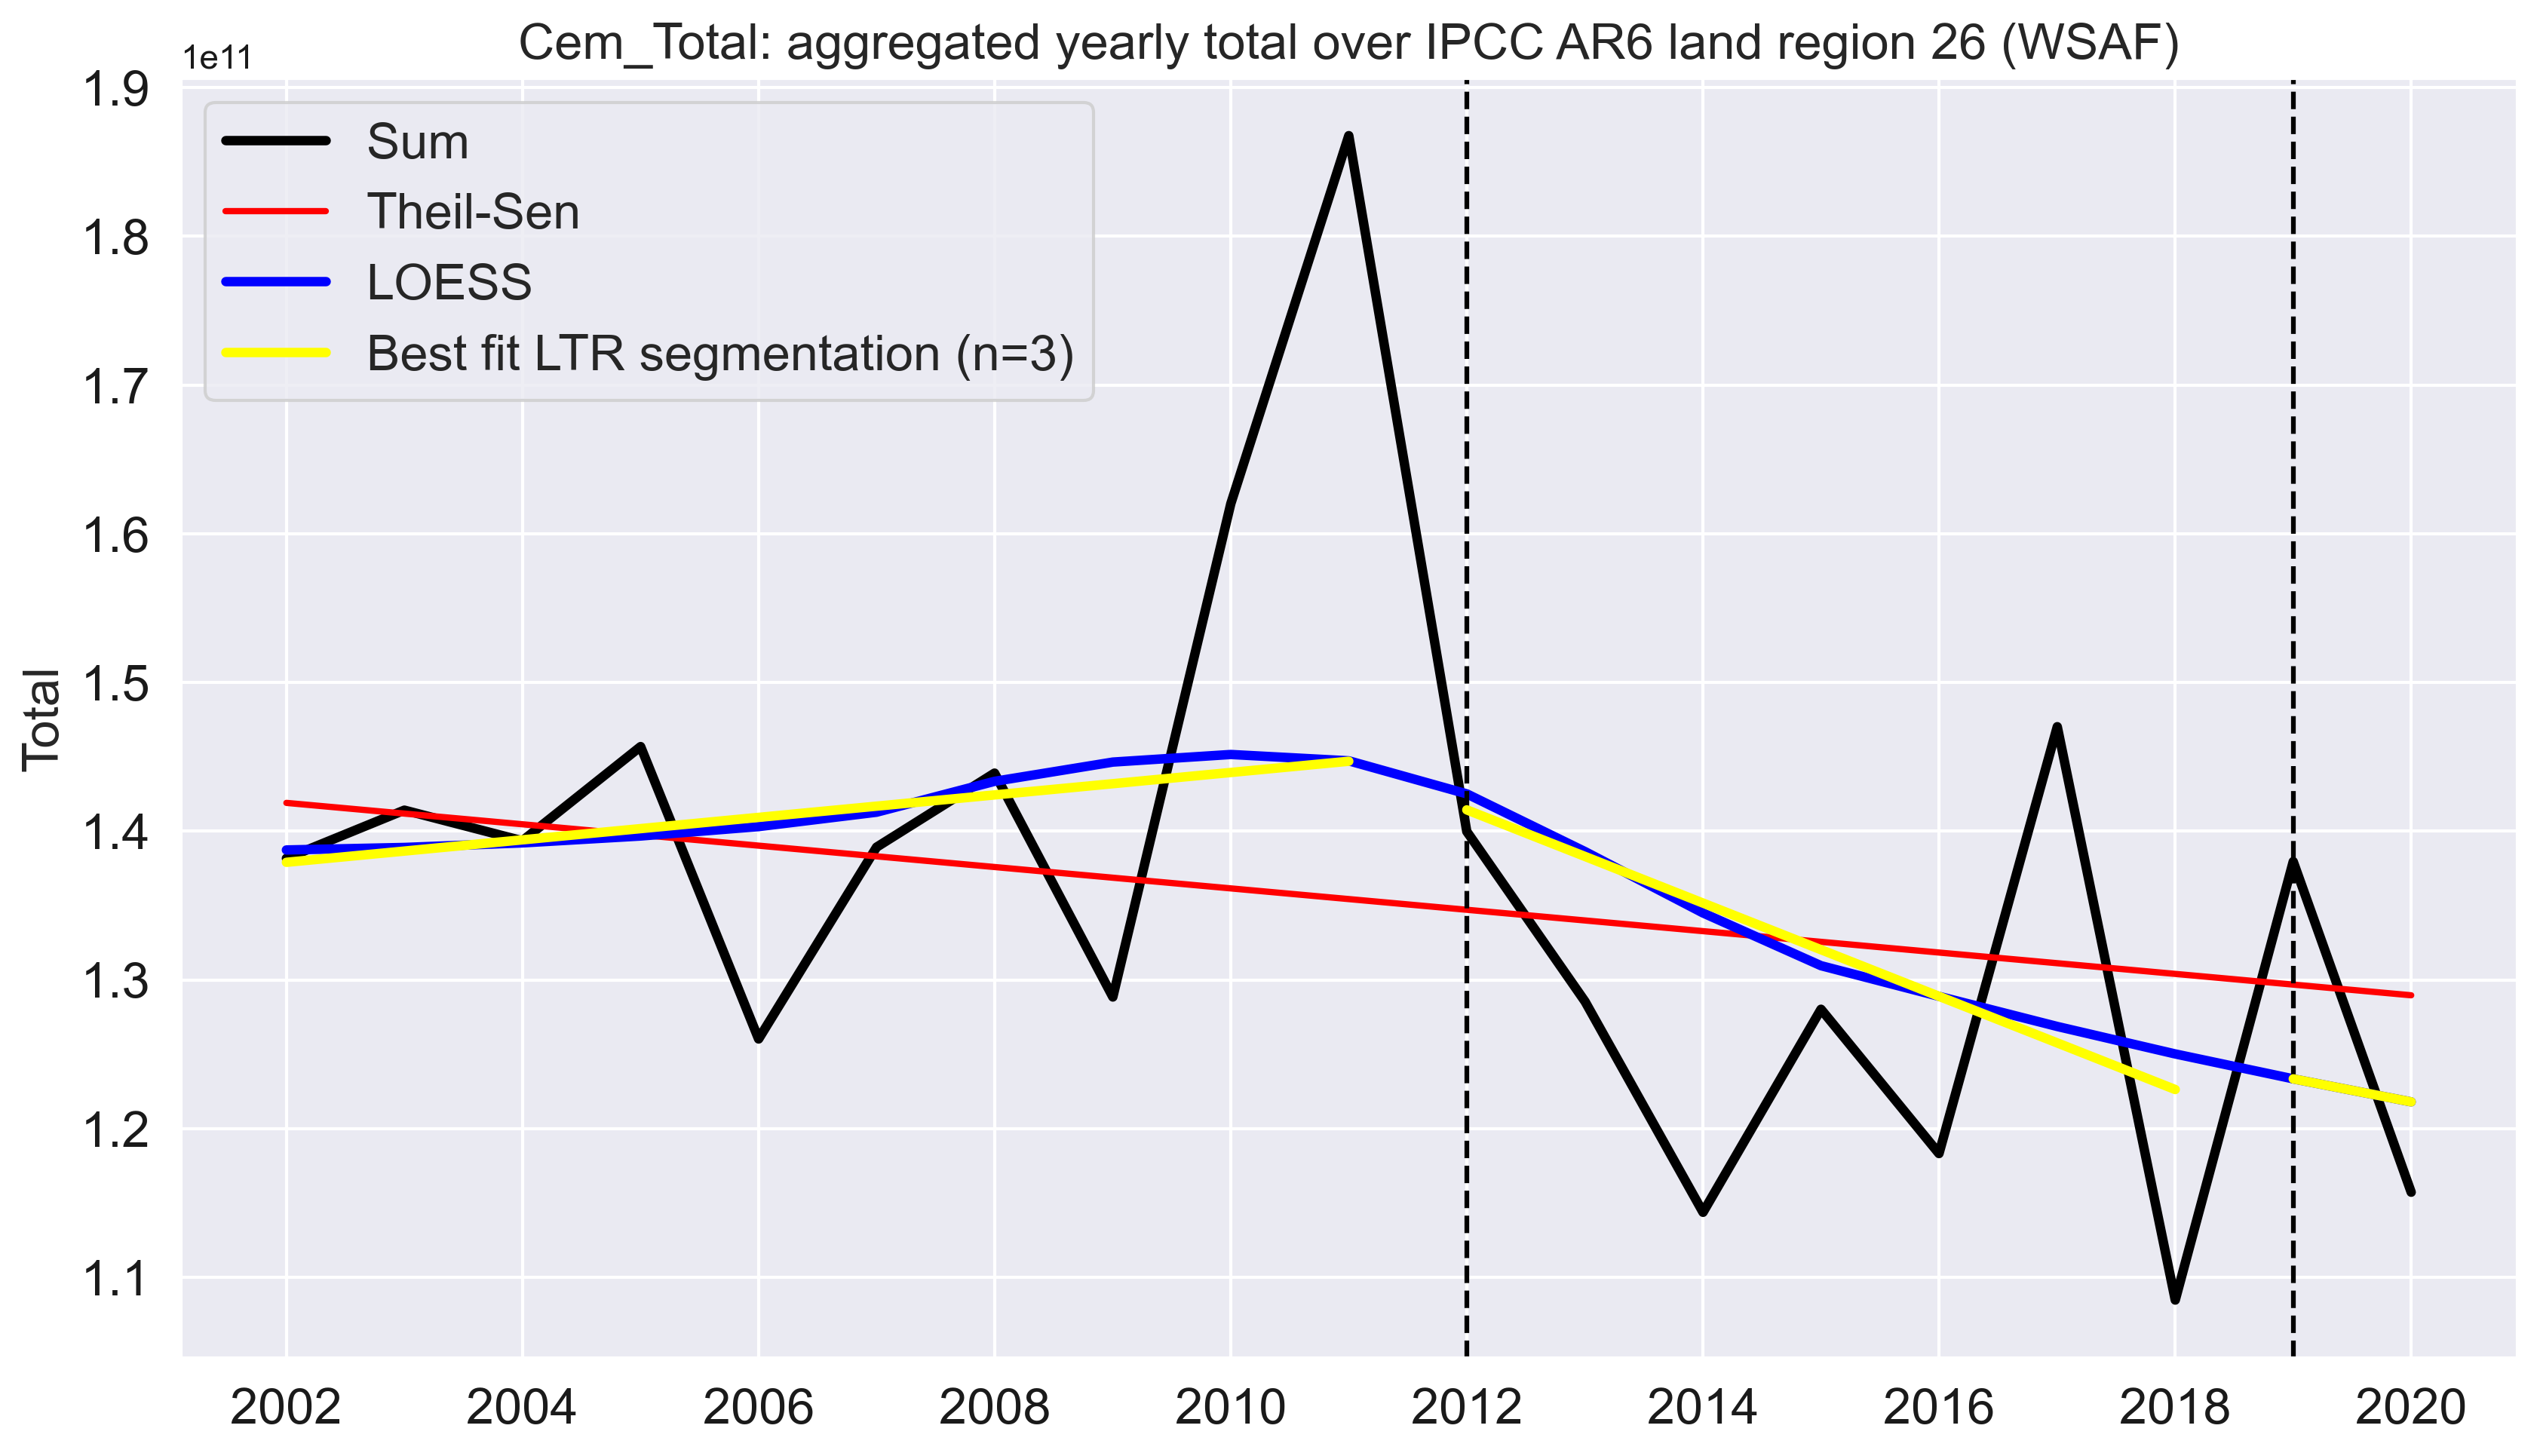 Cem_Total: aggregated yearly total over IPCC AR6 land region 26 (WSAF)
1e11
1.9
1.8
1.7
1.6
1.5
1.4
1.3
1.2
1.1
Total
Sum
Theil-Sen
LOESS
Best fit LTR segmentation (n=3)
2002 2004 2006 2008 2010 2012 2014 2016 2018 2020